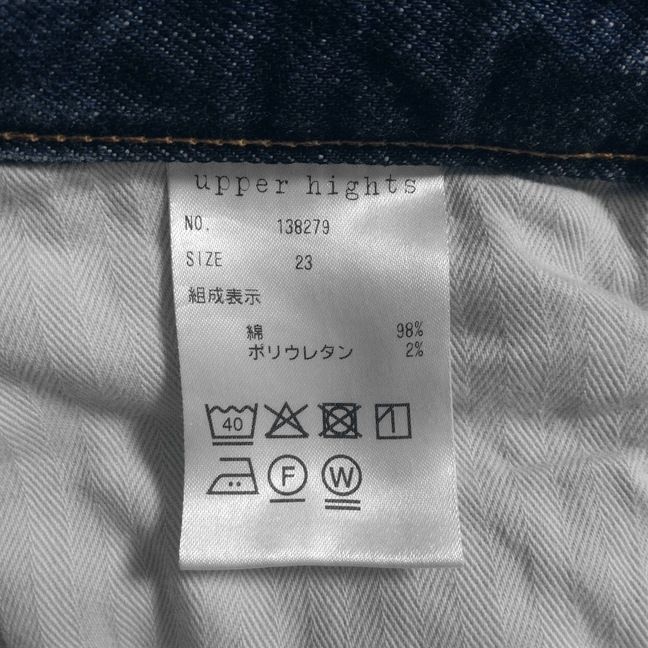 upper hights
NO. 138279
SIZE 23
組成表示
綿 98%
ポリウレタン 2%
40
F W